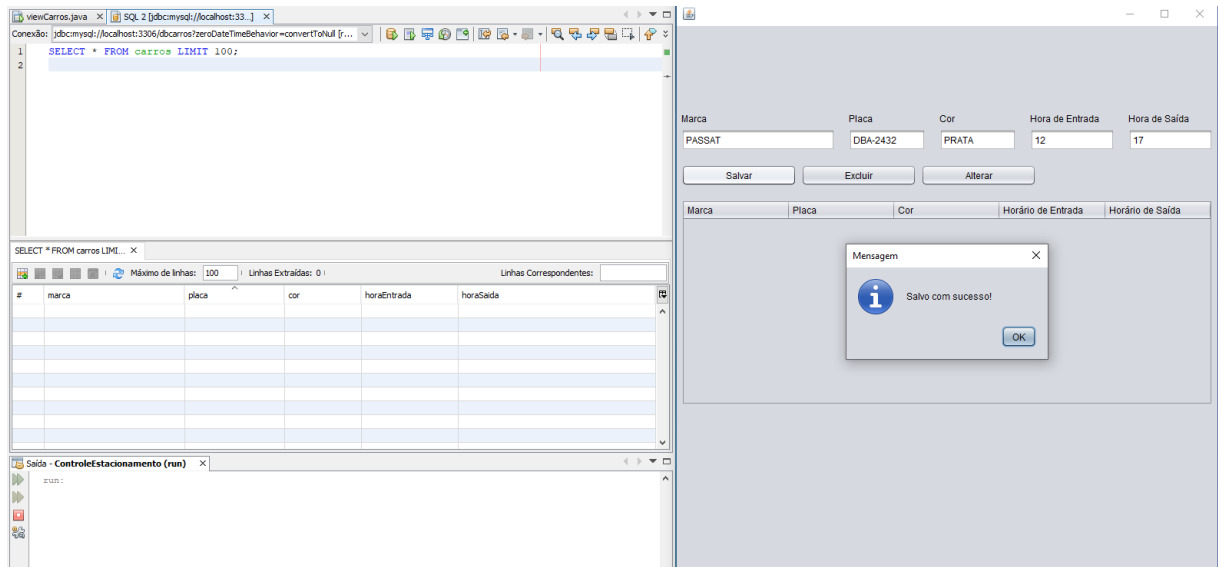 viewCarros.java
SQL 2 [jdbc:mysql://localhost:33...]
Conexão: jdbc:mysql://localhost:3306/dbcarros?zeroDateTimeBehavior=convertToNull [r...
1 SELECT * FROM carros LIMIT 100;
2
SELECT * FROM carros LIMI...
Máximo de linhas: 100 Linhas Extraídas: 0 Linhas Correspondentes:
# marca placa cor horaEntrada horaSaida
Saída - ControleEstacionamento (run)
run:
Marca Placa Cor Hora de Entrada Hora de Saída
PASSAT DBA-2432 PRATA 12 17
Salvar Excluir Alterar
Marca Placa Cor Horário de Entrada Horário de Saída
Mensagem
Salvo com sucesso!
OK